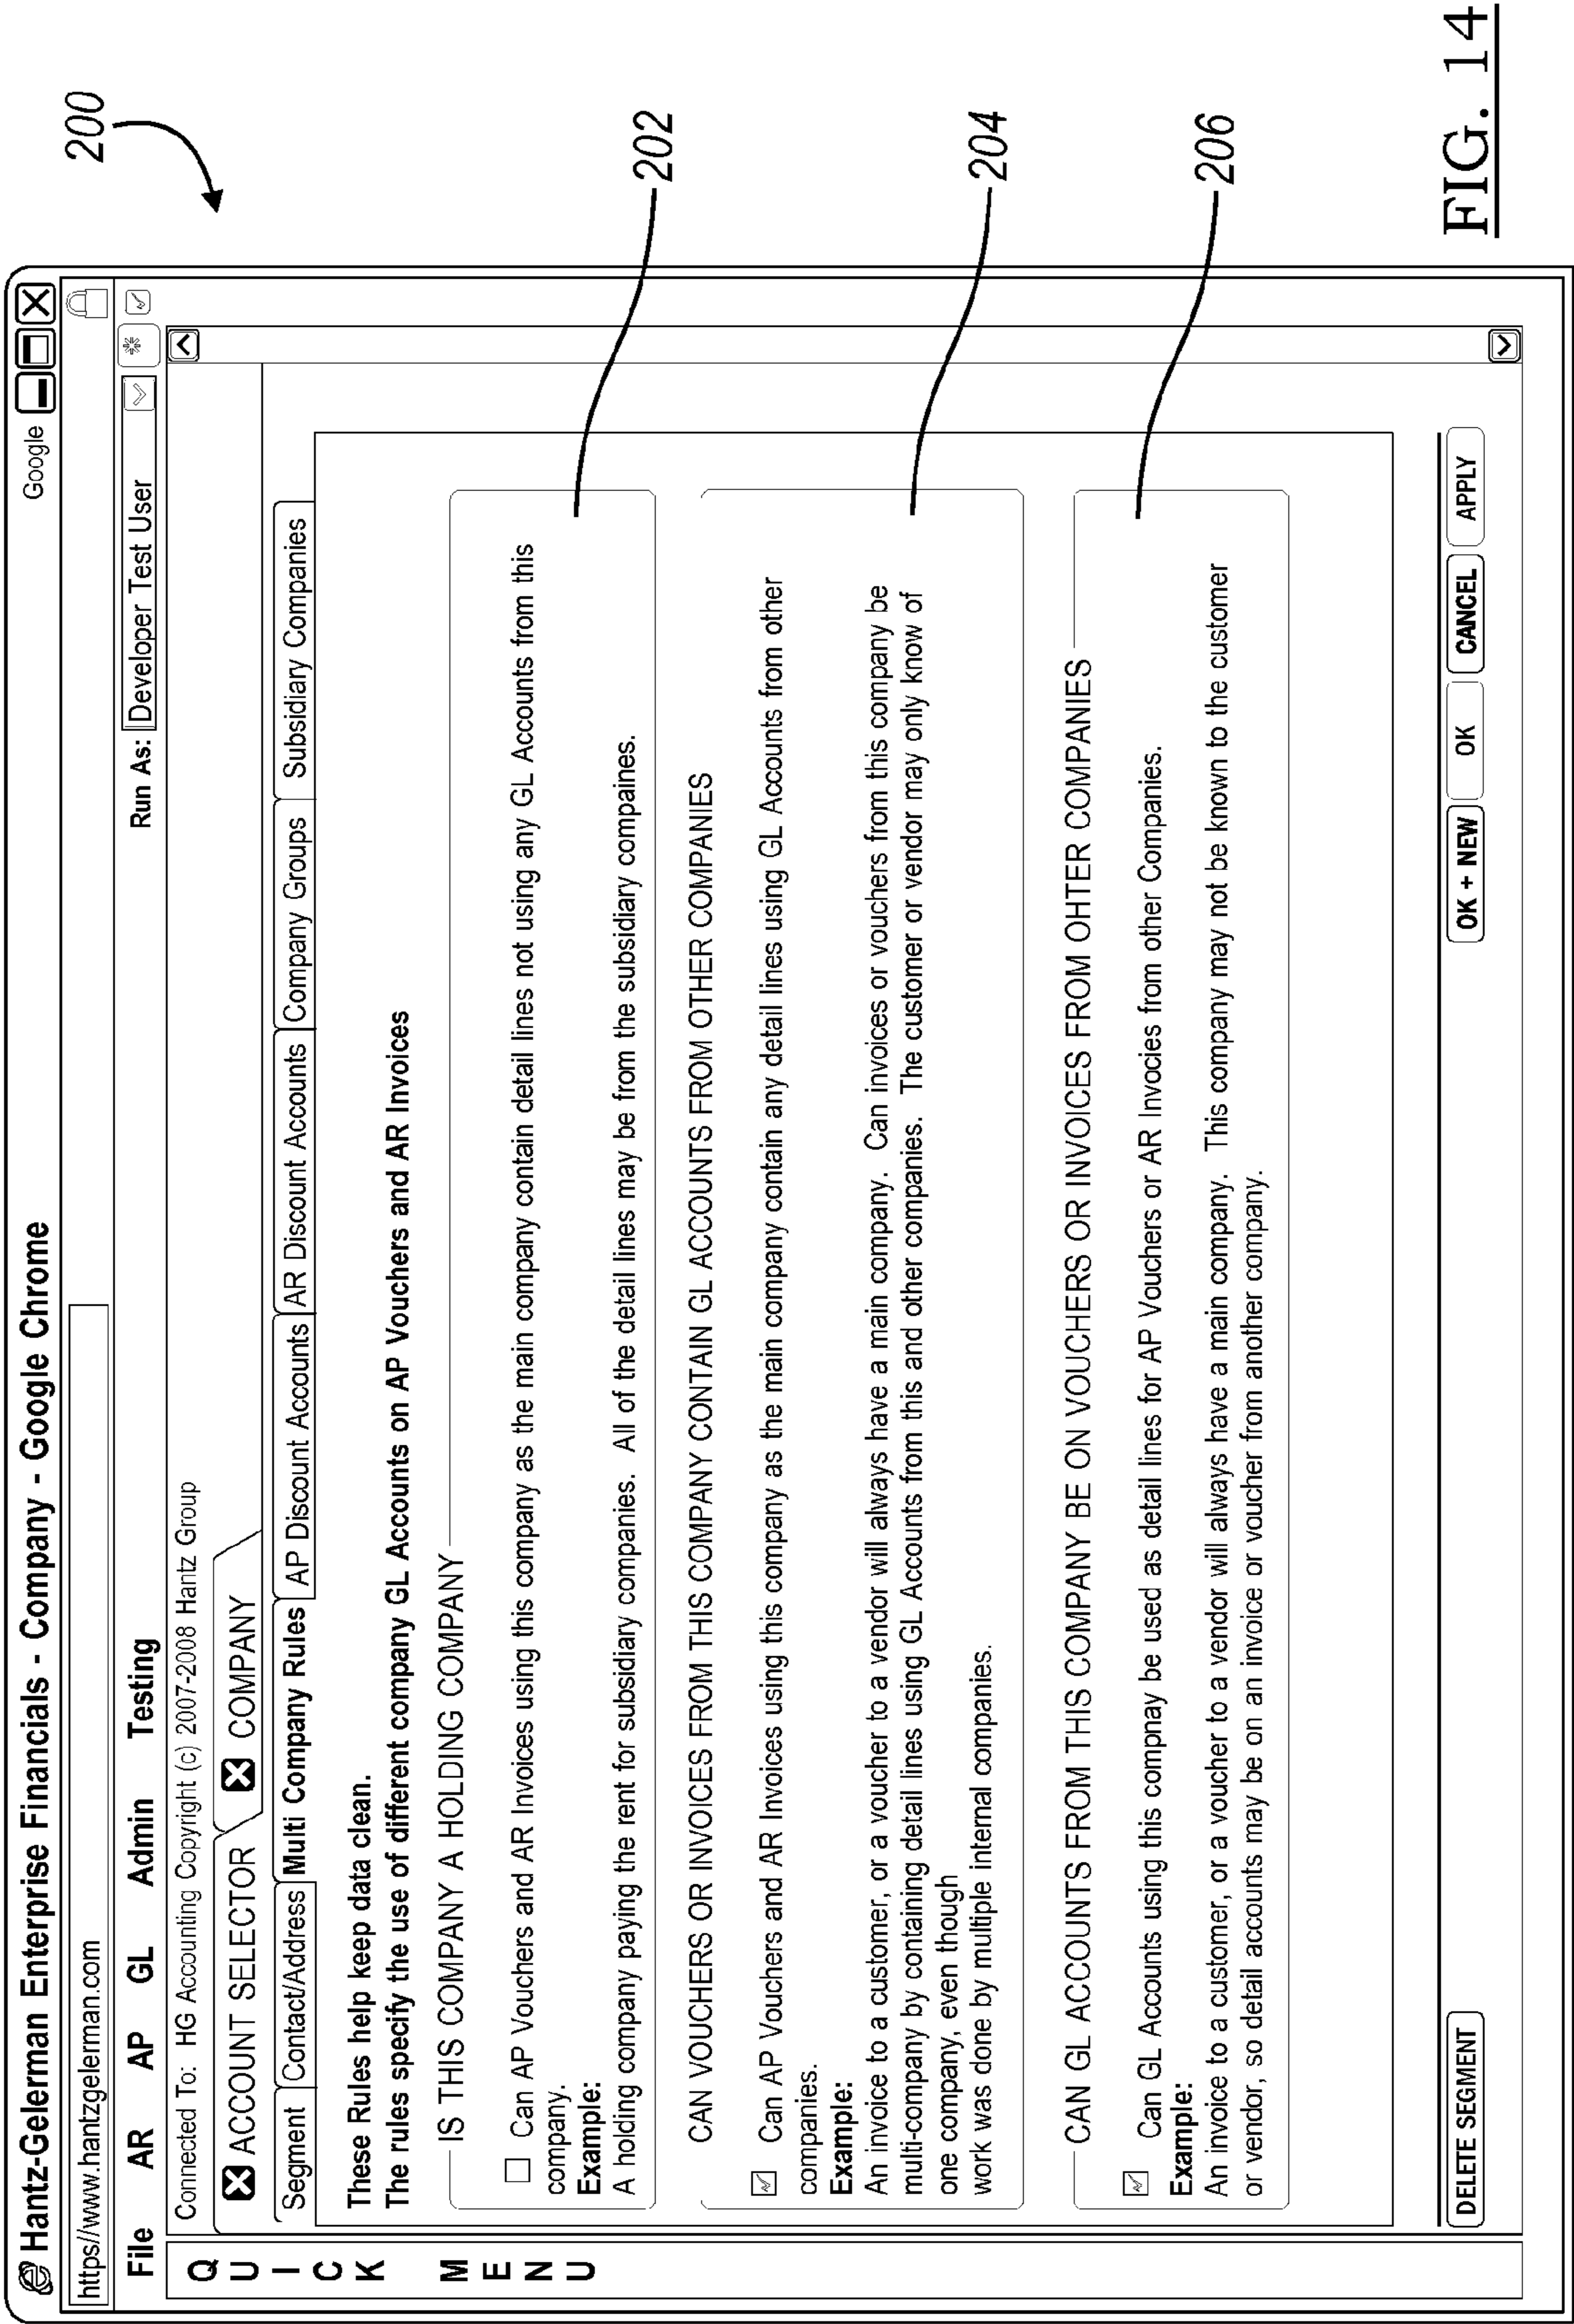 200
Hantz-Gelerman Enterprise Financials - Company - Google Chrome
Google
https//www.hantzgelerman.com
File AR AP GL Admin Testing
Run As: Developer Test User
Connected To: HG Accounting Copyright (c) 2007-2008 Hantz Group
QUICK MENU
ACCOUNT SELECTOR
COMPANY
Segment Contact/Address Multi Company Rules AP Discount Accounts AR Discount Accounts Company Groups Subsidiary Companies
These Rules help keep data clean.
The rules specify the use of different company GL Accounts on AP Vouchers and AR Invoices
IS THIS COMPANY A HOLDING COMPANY
Can AP Vouchers and AR Invoices using this company as the main company contain detail lines not using any GL Accounts from this
company.
Example:
A holding company paying the rent for subsidiary companies. All of the detail lines may be from the subsidiary compaines.
202
CAN VOUCHERS OR INVOICES FROM THIS COMPANY CONTAIN GL ACCOUNTS FROM OTHER COMPANIES
Can AP Vouchers and AR Invoices using this company as the main company contain any detail lines using GL Accounts from other
companies.
Example:
An invoice to a customer, or a voucher to a vendor will always have a main company. Can invoices or vouchers from this company be
multi-company by containing detail lines using GL Accounts from this and other companies. The customer or vendor may only know of
one company, even though
work was done by multiple internal companies.
204
CAN GL ACCOUNTS FROM THIS COMPANY BE ON VOUCHERS OR INVOICES FROM OHTER COMPANIES
Can GL Accounts using this compnay be used as detail lines for AP Vouchers or AR Invocies from other Companies.
Example:
An invoice to a customer, or a voucher to a vendor will always have a main company. This company may not be known to the customer
or vendor, so detail accounts may be on an invoice or voucher from another company.
206
DELETE SEGMENT
OK + NEW
OK
CANCEL
APPLY
FIG. 14